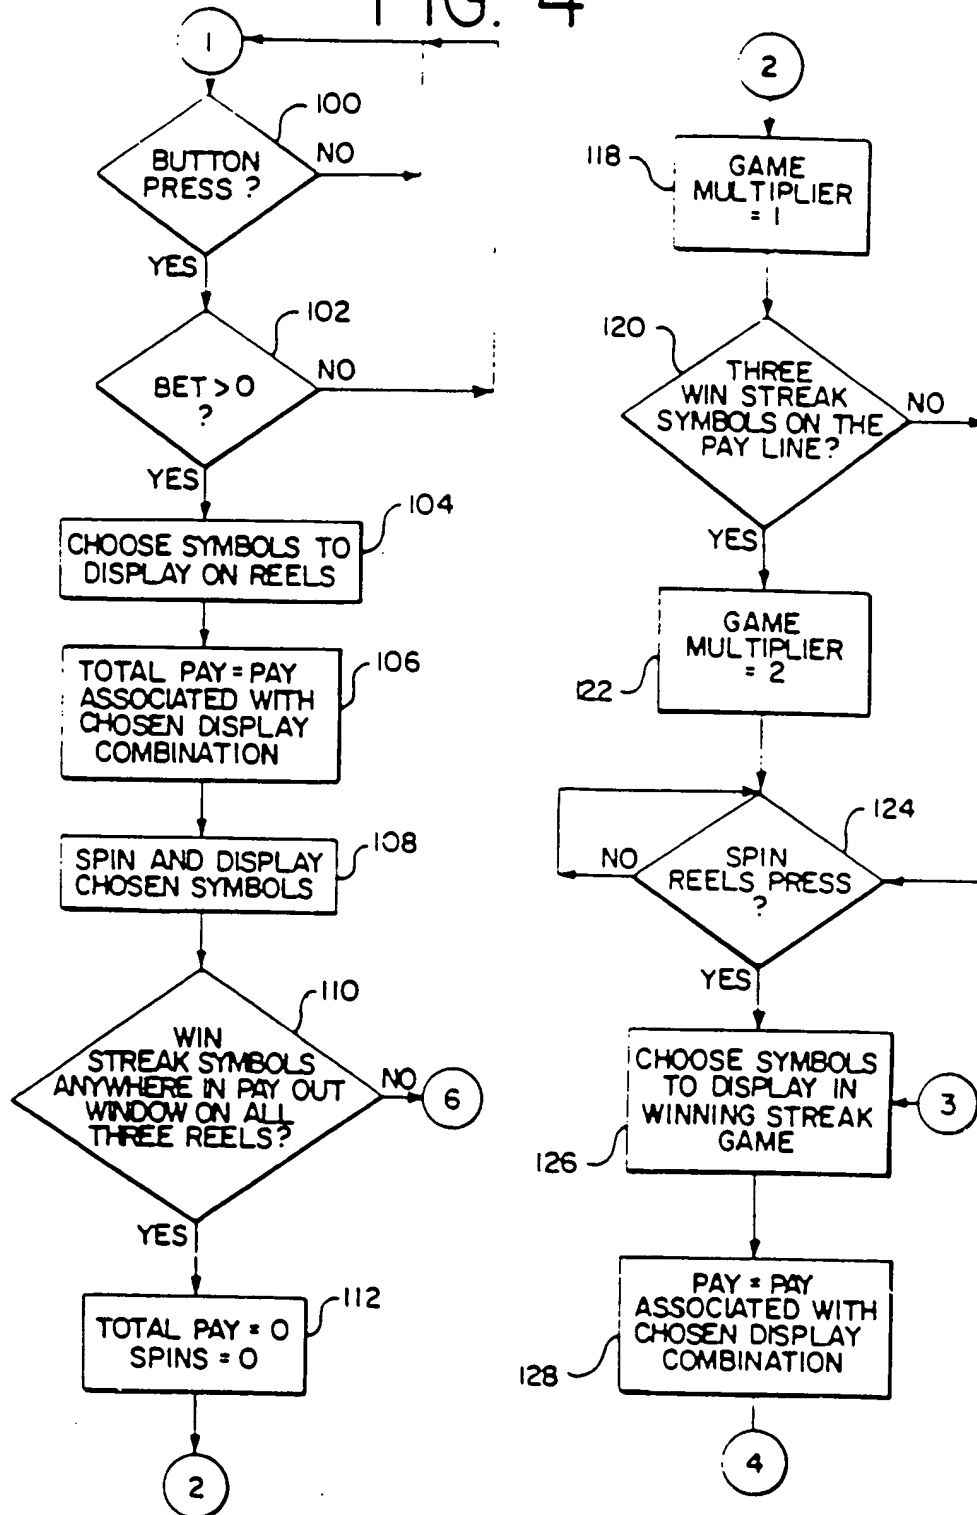 FIG. 4
1
100
BUTTON
PRESS ?
NO
YES
102
BET > 0
?
NO
YES
104
CHOOSE SYMBOLS TO
DISPLAY ON REELS
106
TOTAL PAY = PAY
ASSOCIATED WITH
CHOSEN DISPLAY
COMBINATION
108
SPIN AND DISPLAY
CHOSEN SYMBOLS
110
WIN
STREAK SYMBOLS
ANYWHERE IN PAY OUT
WINDOW ON ALL
THREE REELS?
NO
6
YES
112
TOTAL PAY = 0
SPINS = 0
2
2
118
GAME
MULTIPLIER
= 1
120
THREE
WIN STREAK
SYMBOLS ON THE
PAY LINE?
NO
YES
GAME
MULTIPLIER
= 2
122
124
NO
SPIN
REELS PRESS
?
YES
CHOOSE SYMBOLS
TO DISPLAY IN
WINNING STREAK
GAME
3
126
PAY = PAY
ASSOCIATED WITH
CHOSEN DISPLAY
COMBINATION
128
4